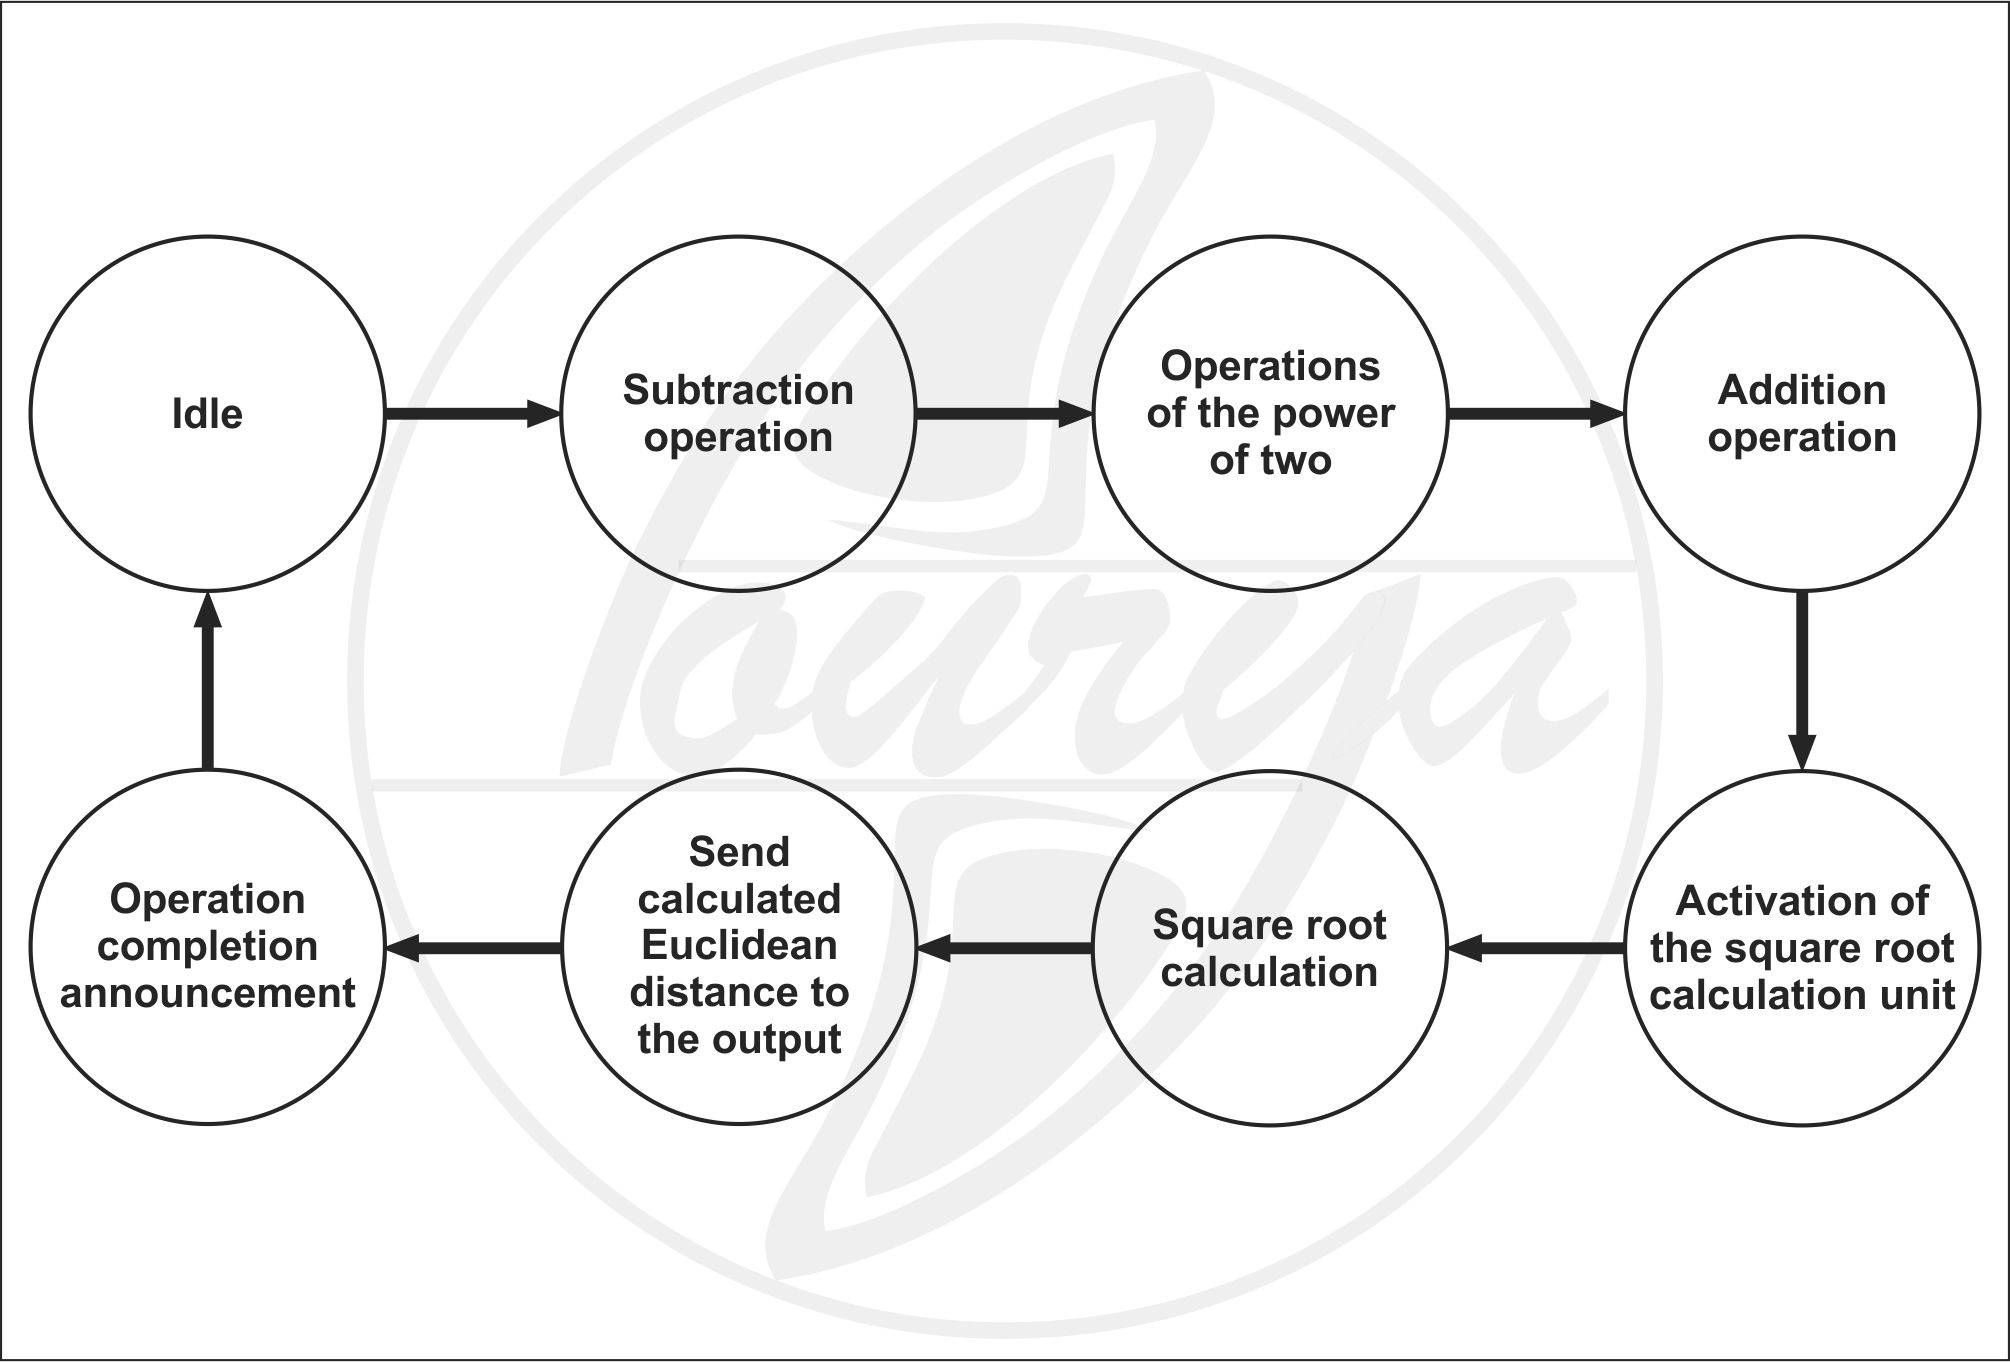 Idle
Subtraction
operation
Operations
of the power
of two
Addition
operation
Operation
completion
announcement
Send
calculated
Euclidean
distance to
the output
Square root
calculation
Activation of
the square root
calculation unit
Pourya